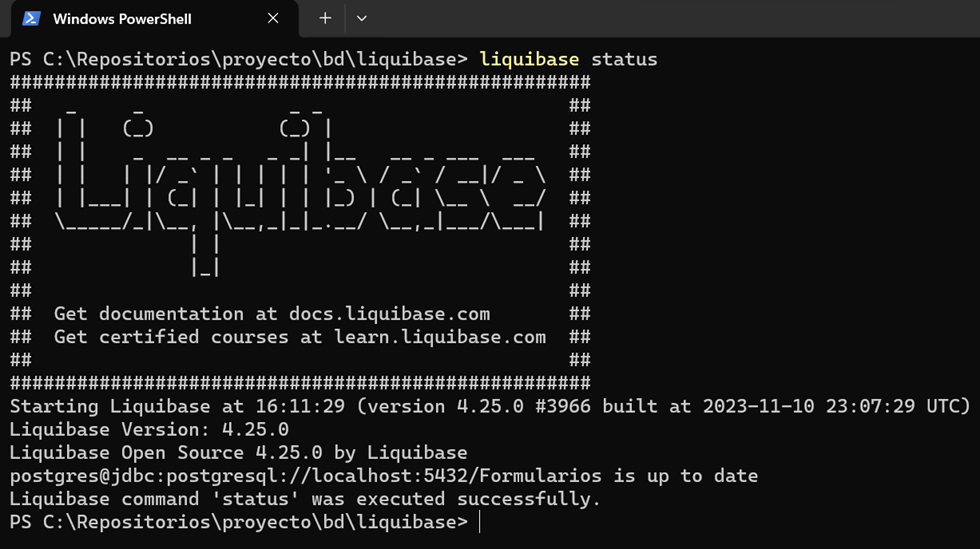 Windows PowerShell
PS C:\Repositorios\proyecto\bd\liquibase> liquibase status
####################################################
##   _     _             _ _                      ##
##  | |   (_)           (_) |                     ##
##  | |    _  __ _ _   _ _| |__   __ _ ___  ___   ##
##  | |   | |/ _` | | | | | '_ \ / _` / __|/ _ \  ##
##  | |___| | (_| | |_| | | |_) | (_| \__ \  __/  ##
##  \_____/_|\__, |\__,_|_|_.__/ \__,_|___/\___|  ##
##              | |                               ##
##              |_|                               ##
##                                                ##
##  Get documentation at docs.liquibase.com       ##
##  Get certified courses at learn.liquibase.com  ##
##                                                ##
####################################################
Starting Liquibase at 16:11:29 (version 4.25.0 #3966 built at 2023-11-10 23:07:29 UTC)
Liquibase Version: 4.25.0
Liquibase Open Source 4.25.0 by Liquibase
postgres@jdbc:postgresql://localhost:5432/Formularios is up to date
Liquibase command 'status' was executed successfully.
PS C:\Repositorios\proyecto\bd\liquibase>